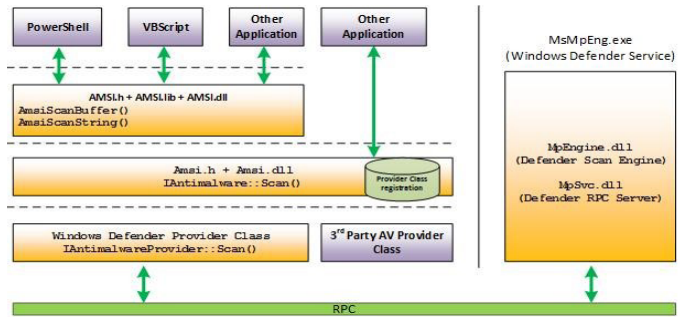 PowerShell
VBScript
Other
Application
Other
Application
MsMpEng.exe
(Windows Defender Service)
AMSI.h + AMSI.lib + AMSI.dll
AmsiScanBuffer()
AmsiScanString()
Amsi.h + Amsi.dll
IAntimalware::Scan()
Provider Class
registration
MpEngine.dll
(Defender Scan Engine)
MpSvc.dll
(Defender RPC Server)
Windows Defender Provider Class
IAntimalwareProvider::Scan()
3rd Party AV Provider
Class
RPC